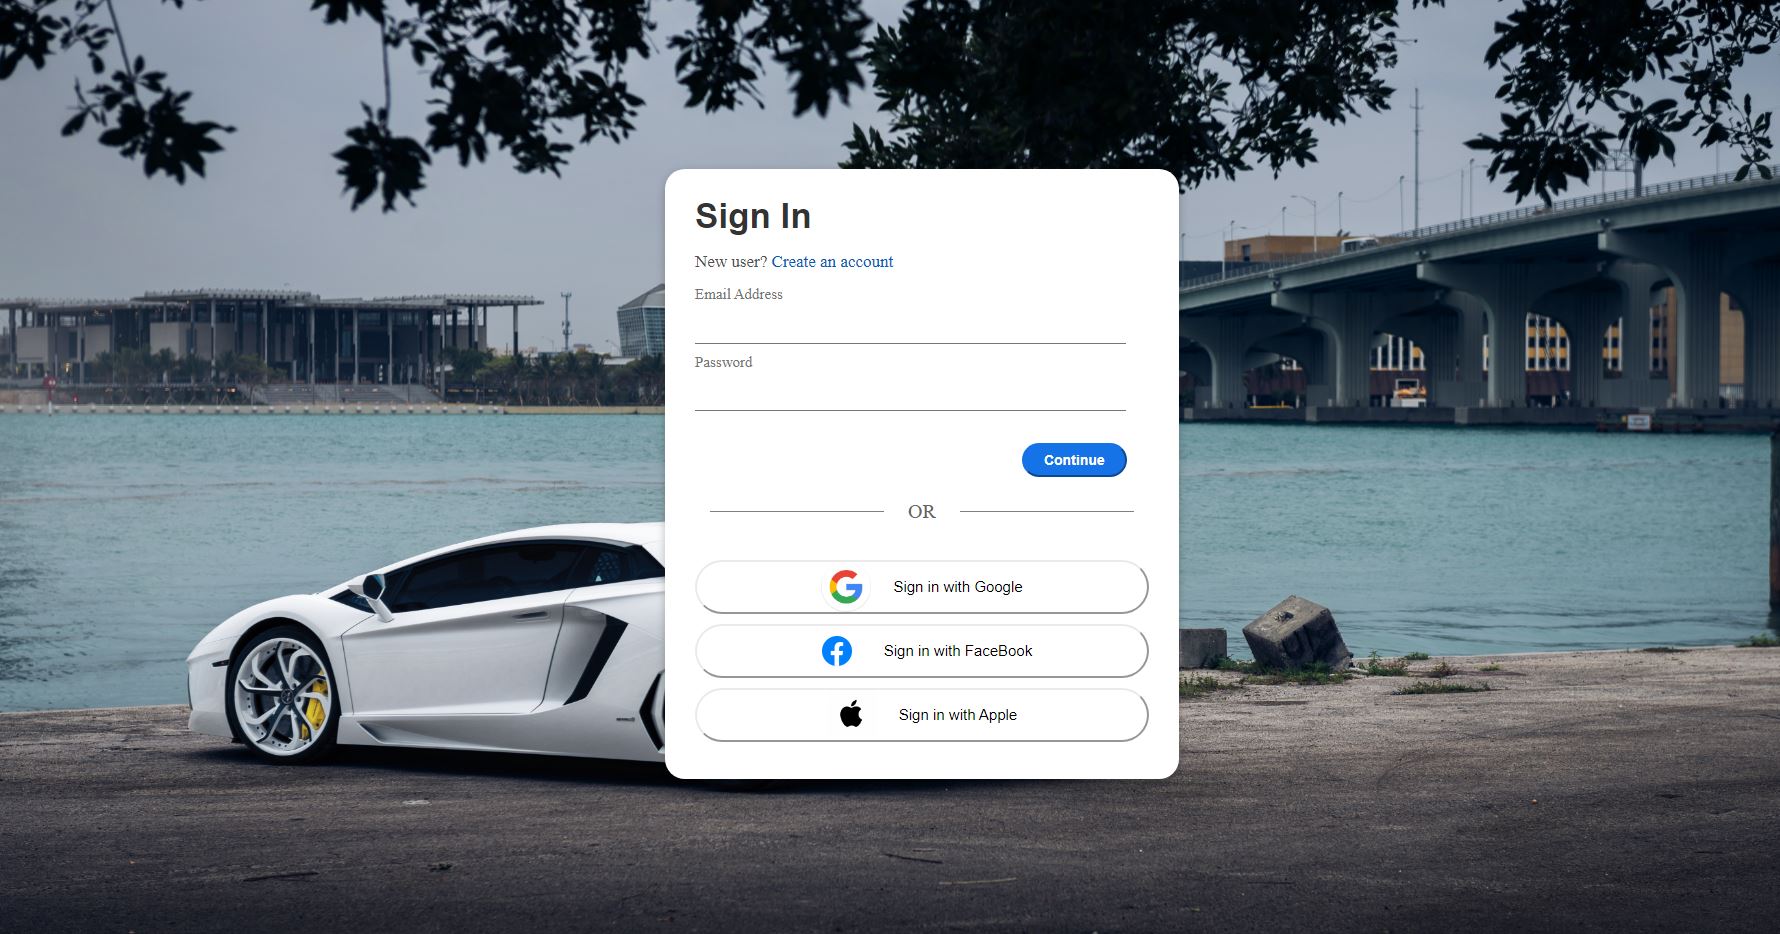 Sign In
New user? Create an account
Email Address
Password
Continue
OR
Sign in with Google
Sign in with FaceBook
Sign in with Apple